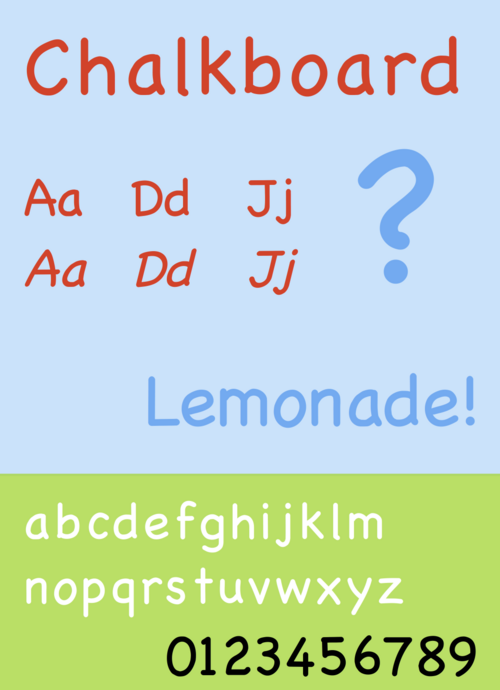 Chalkboard
Aa Dd Jj
Aa Dd Jj
?
Lemonade!
abcdefghijklm
nopqrstuvwxyz
0123456789